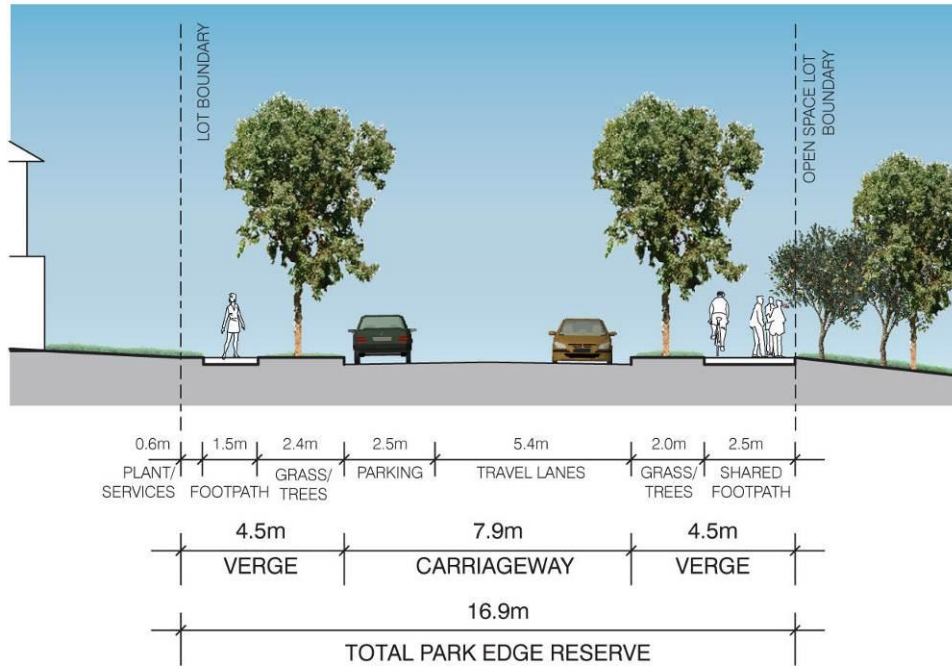 LOT BOUNDARY
OPEN SPACE LOT
BOUNDARY
0.6m 1.5m 2.4m 2.5m 5.4m 2.0m 2.5m
PLANT/
SERVICES
FOOTPATH
GRASS/
TREES
PARKING
TRAVEL LANES
GRASS/
TREES
SHARED
FOOTPATH
4.5m 7.9m 4.5m
VERGE CARRIAGEWAY VERGE
16.9m
TOTAL PARK EDGE RESERVE